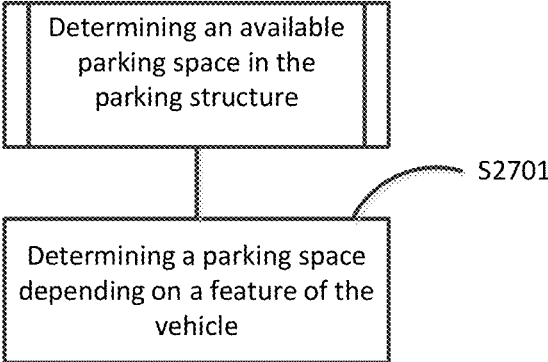 Determining an available
parking space in the
parking structure
S2701
Determining a parking space
depending on a feature of the
vehicle